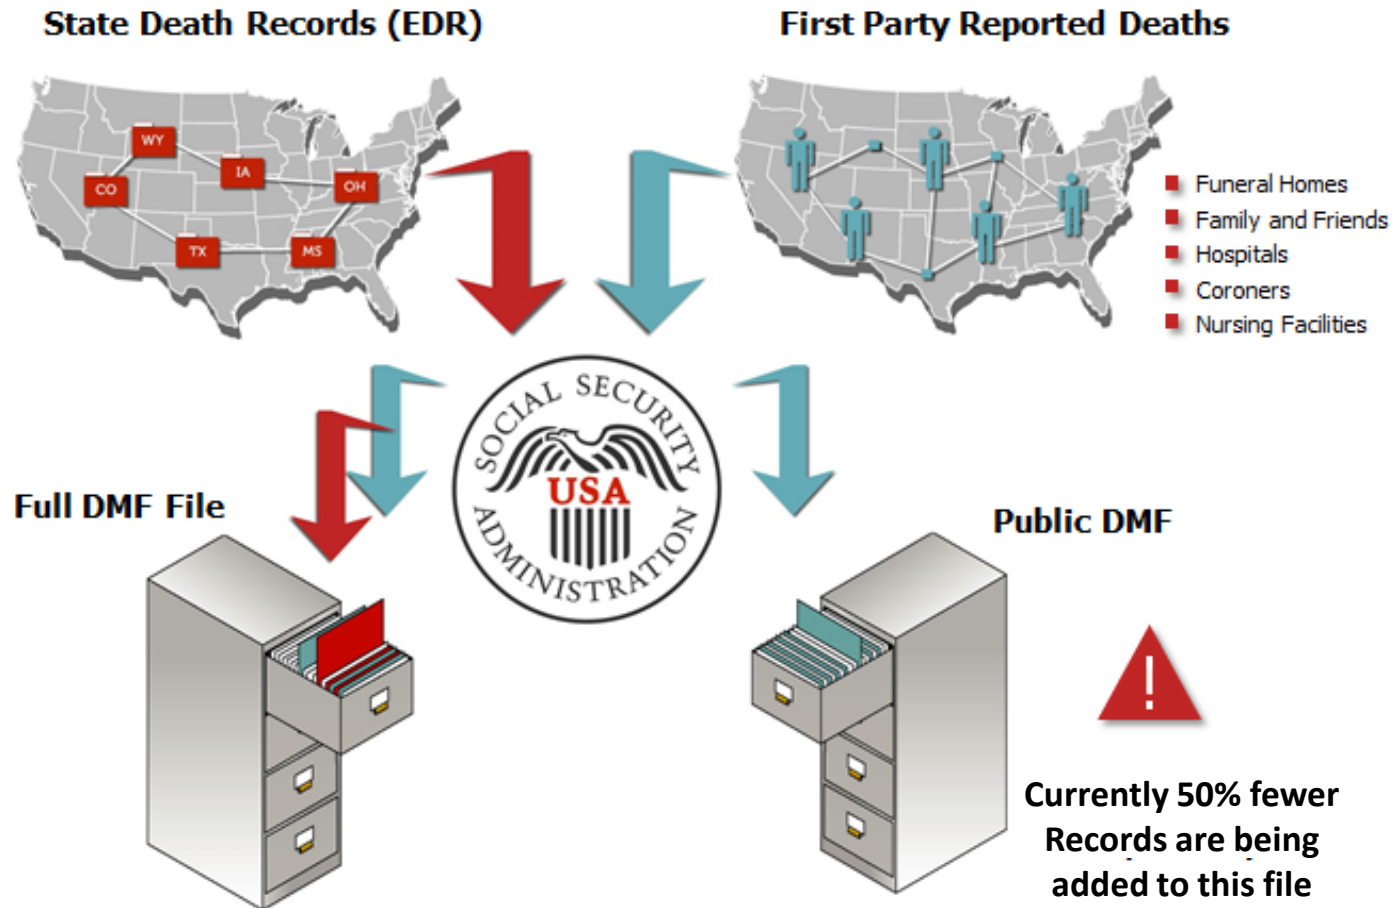 State Death Records (EDR)
First Party Reported Deaths
WY
IA
CO
OH
TX
MS
Funeral Homes
Family and Friends
Hospitals
Coroners
Nursing Facilities
SOCIAL SECURITY
USA
ADMINISTRATION
Full DMF File
Public DMF
!
Currently 50% fewer
Records are being
added to this file